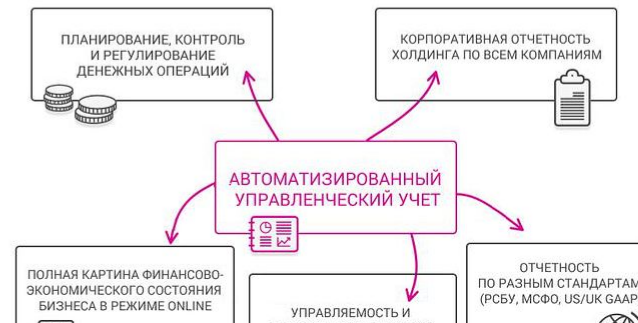 ПЛАНИРОВАНИЕ, КОНТРОЛЬ
И РЕГУЛИРОВАНИЕ
ДЕНЕЖНЫХ ОПЕРАЦИЙ
КОРПОРАТИВНАЯ ОТЧЕТНОСТЬ
ХОЛДИНГА ПО ВСЕМ КОМПАНИЯМ
АВТОМАТИЗИРОВАННЫЙ
УПРАВЛЕНЧЕСКИЙ УЧЕТ
ПОЛНАЯ КАРТИНА ФИНАНСОВО-
ЭКОНОМИЧЕСКОГО СОСТОЯНИЯ
БИЗНЕСА В РЕЖИМЕ ONLINE
УПРАВЛЯЕМОСТЬ И
ОТЧЕТНОСТЬ
ПО РАЗНЫМ СТАНДАРТАМ
(РСБУ, МСФО, US/UK GAAP